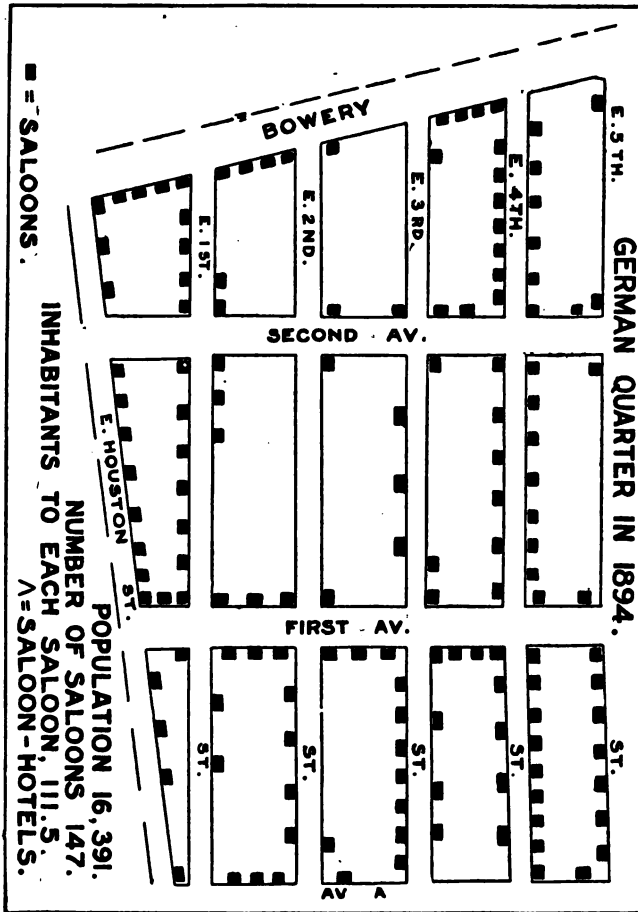 GERMAN QUARTER IN 1894.
E. 5TH. ST.
E. 4TH. ST.
E. 3RD. ST.
E. 2ND. ST.
E. 1ST. ST.
BOWERY
SECOND AV.
FIRST AV.
AV A
E. HOUSTON ST.
■ = SALOONS.
POPULATION 16,391.
NUMBER OF SALOONS 147.
INHABITANTS TO EACH SALOON, 111.5.
Λ=SALOON-HOTELS.